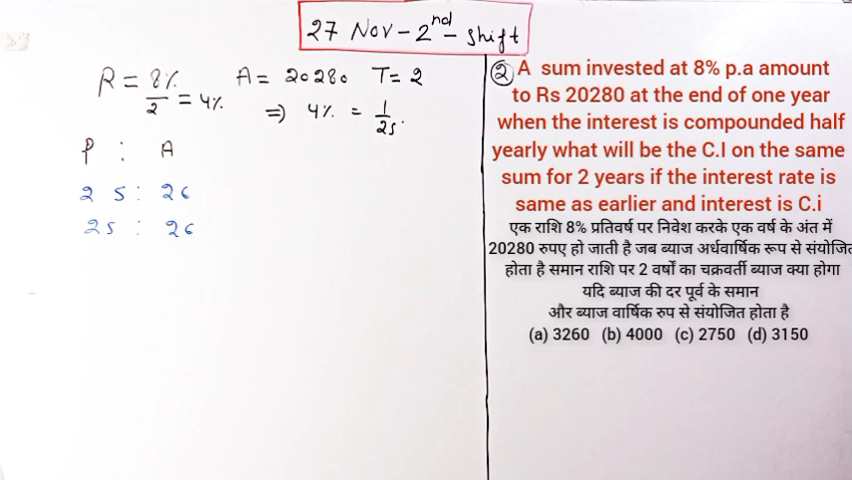 27 Nov - 2nd - shift
R = 8%/2 = 4% A = 20280 T = 2
=> 4% = 1/25.
P : A
25 : 26
25 : 26
② A sum invested at 8% p.a amount
to Rs 20280 at the end of one year
when the interest is compounded half
yearly what will be the C.I on the same
sum for 2 years if the interest rate is
same as earlier and interest is C.i
एक राशि 8% प्रतिवर्ष पर निवेश करके एक वर्ष के अंत में
20280 रुपए हो जाती है जब ब्याज अर्धवार्षिक रूप से संयोजित
होता है समान राशि पर 2 वर्षों का चक्रवर्ती ब्याज क्या होगा
यदि ब्याज की दर पूर्व के समान
और ब्याज वार्षिक रुप से संयोजित होता है
(a) 3260 (b) 4000 (c) 2750 (d) 3150